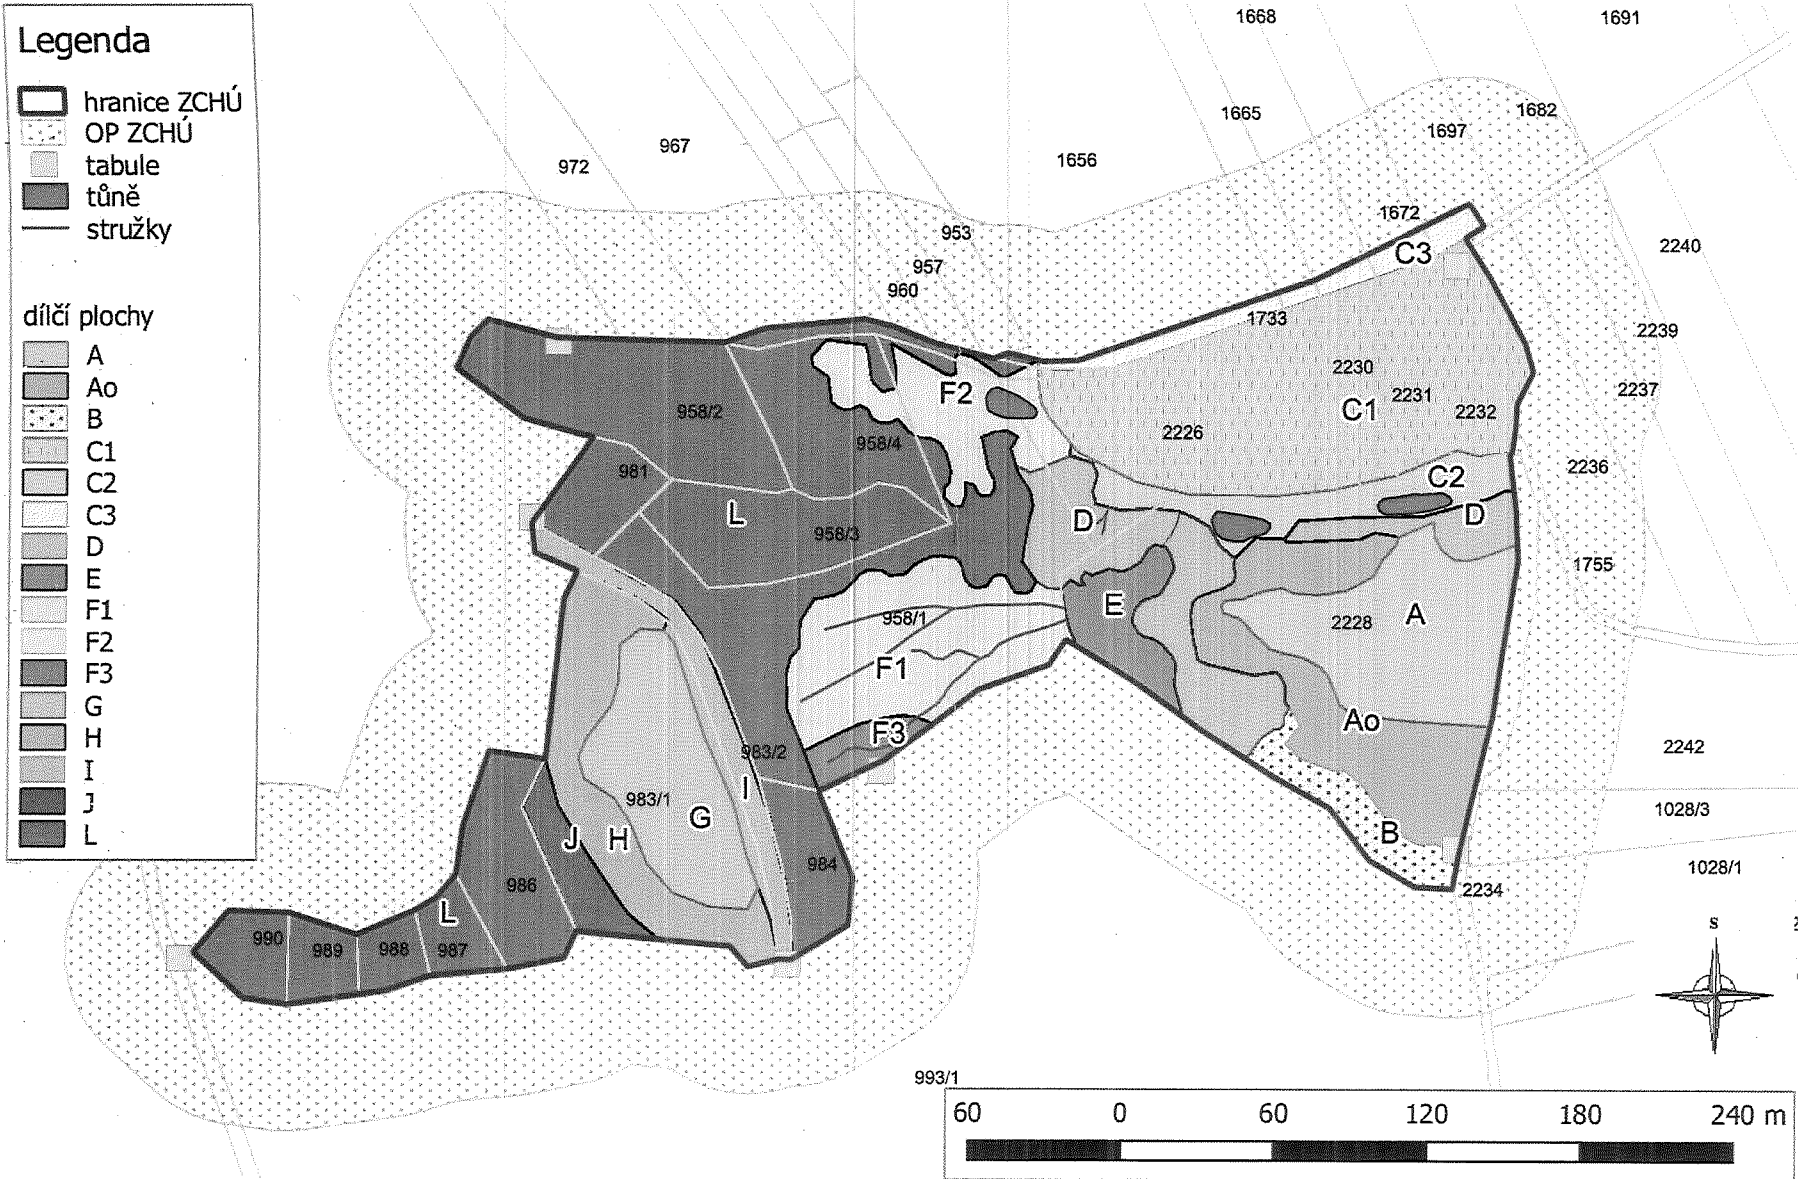 Legenda
hranice ZCHÚ
OP ZCHÚ
tabule
tůně
stružky
dílčí plochy
A
Ao
B
C1
C2
C3
D
E
F1
F2
F3
G
H
I
J
L
1668
1691
1665
1682
1697
967
972
1656
1672
953
2240
C3
957
960
1733
2239
2230
2231
2237
F2
C1
2232
958/2
2226
958/4
2236
981
C2
L
D
D
958/3
1755
E
958/1
2228
A
F1
Ao
F3
983/2
2242
I
983/1
G
1028/3
J
H
B
984
1028/1
986
2234
L
990
989
988
987
S
993/1
60 0 60 120 180 240 m